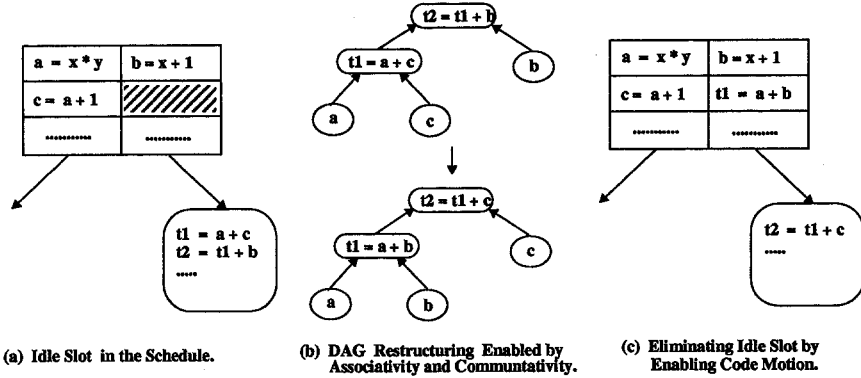 a = x * y b = x + 1
c = a + 1
........... ...........
t1 = a + c
t2 = t1 + b
.....
(a) Idle Slot in the Schedule.
t2 = t1 + b
t1 = a + c b
a c
t2 = t1 + c
t1 = a + b c
a b
(b) DAG Restructuring Enabled by
Associativity and Communtativity.
a = x * y b = x + 1
c = a + 1 t1 = a + b
........... ...........
t2 = t1 + c
.....
(c) Eliminating Idle Slot by
Enabling Code Motion.